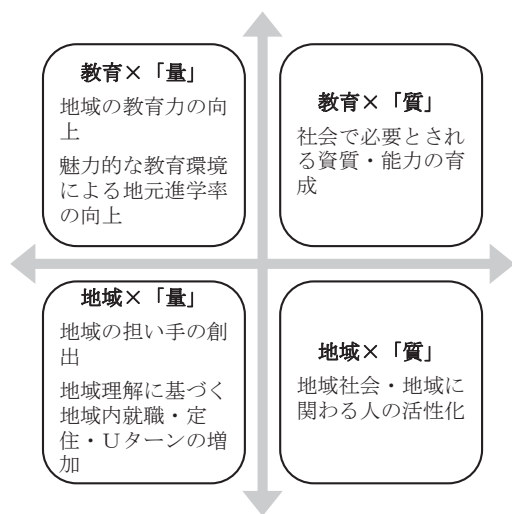 教育×「量」
地域の教育力の向
上
魅力的な教育環境
による地元進学率
の向上
教育×「質」
社会で必要とされ
る資質・能力の育
成
地域×「量」
地域の担い手の創
出
地域理解に基づく
地域内就職・定
住・Uターンの増
加
地域×「質」
地域社会・地域に
関わる人の活性化